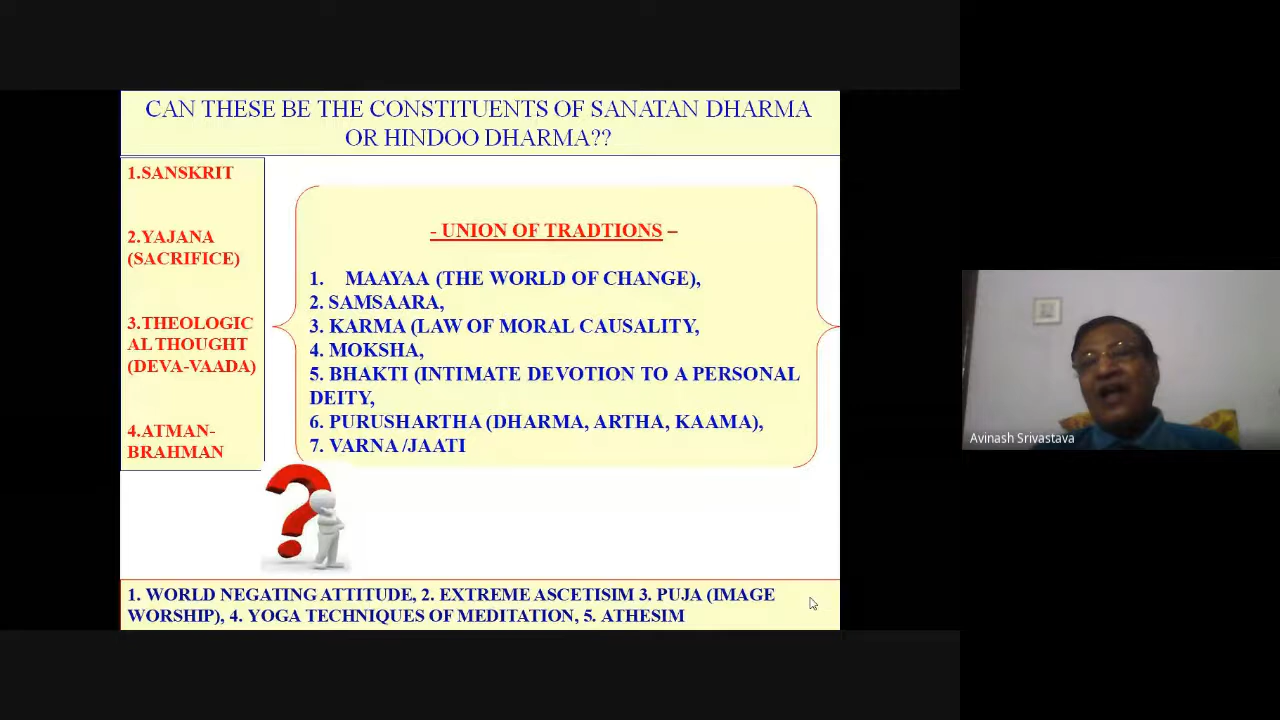 CAN THESE BE THE CONSTITUENTS OF SANATAN DHARMA
OR HINDOO DHARMA??
1.SANSKRIT
2.YAJANA
(SACRIFICE)
3.THEOLOGIC
AL THOUGHT
(DEVA-VAADA)
4.ATMAN-
BRAHMAN
- UNION OF TRADTIONS –
1. MAAYAA (THE WORLD OF CHANGE),
2. SAMSAARA,
3. KARMA (LAW OF MORAL CAUSALITY,
4. MOKSHA,
5. BHAKTI (INTIMATE DEVOTION TO A PERSONAL
DEITY,
6. PURUSHARTHA (DHARMA, ARTHA, KAAMA),
7. VARNA /JAATI
1. WORLD NEGATING ATTITUDE, 2. EXTREME ASCETISIM 3. PUJA (IMAGE
WORSHIP), 4. YOGA TECHNIQUES OF MEDITATION, 5. ATHESIM
Avinash Srivastava